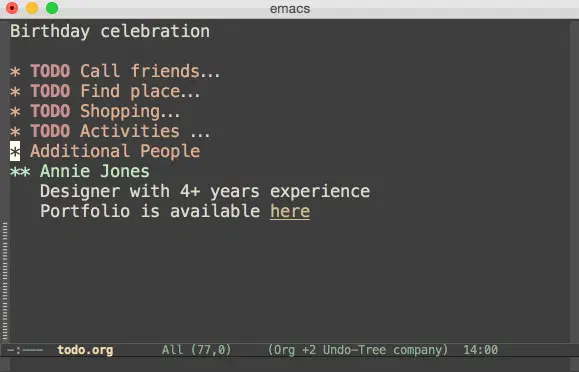 emacs
Birthday celebration
* TODO Call friends...
* TODO Find place...
* TODO Shopping...
* TODO Activities ...
* Additional People
** Annie Jones
Designer with 4+ years experience
Portfolio is available here
-:--- todo.org All (77,0) (Org +2 Undo-Tree company) 14:00